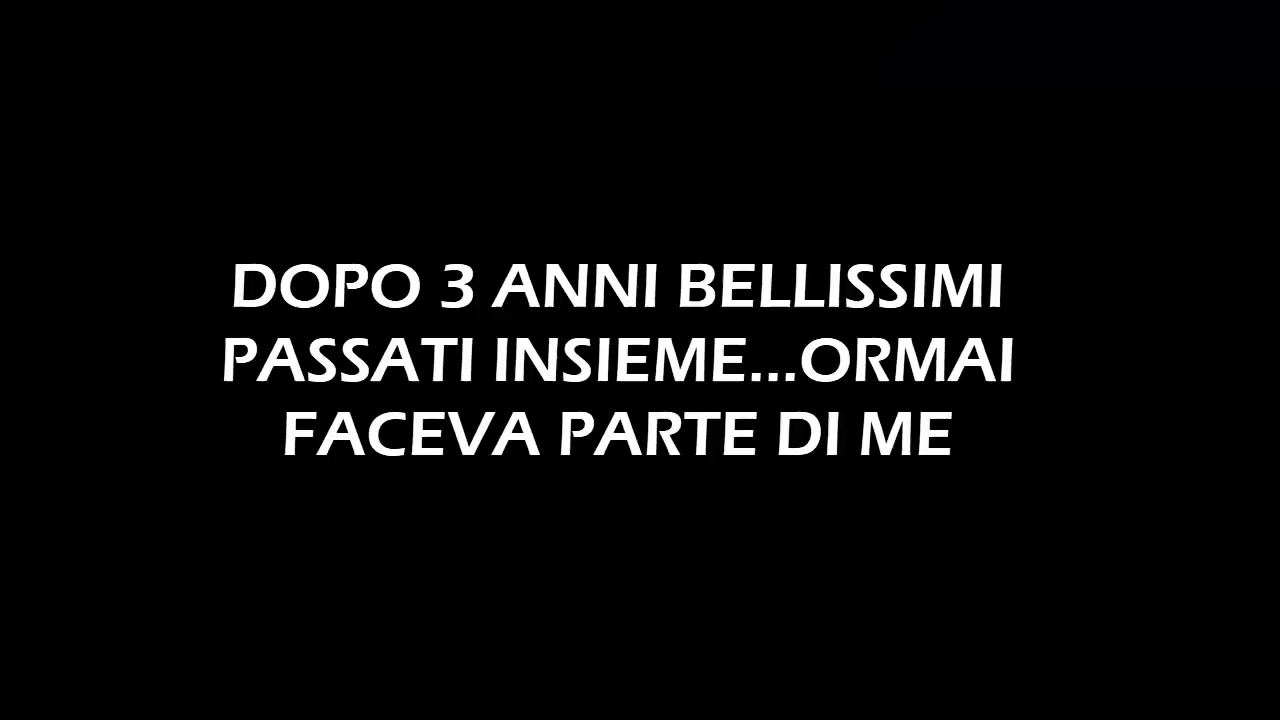 DOPO 3 ANNI BELLISSIMI
PASSATI INSIEME...ORMAI
FACEVA PARTE DI ME